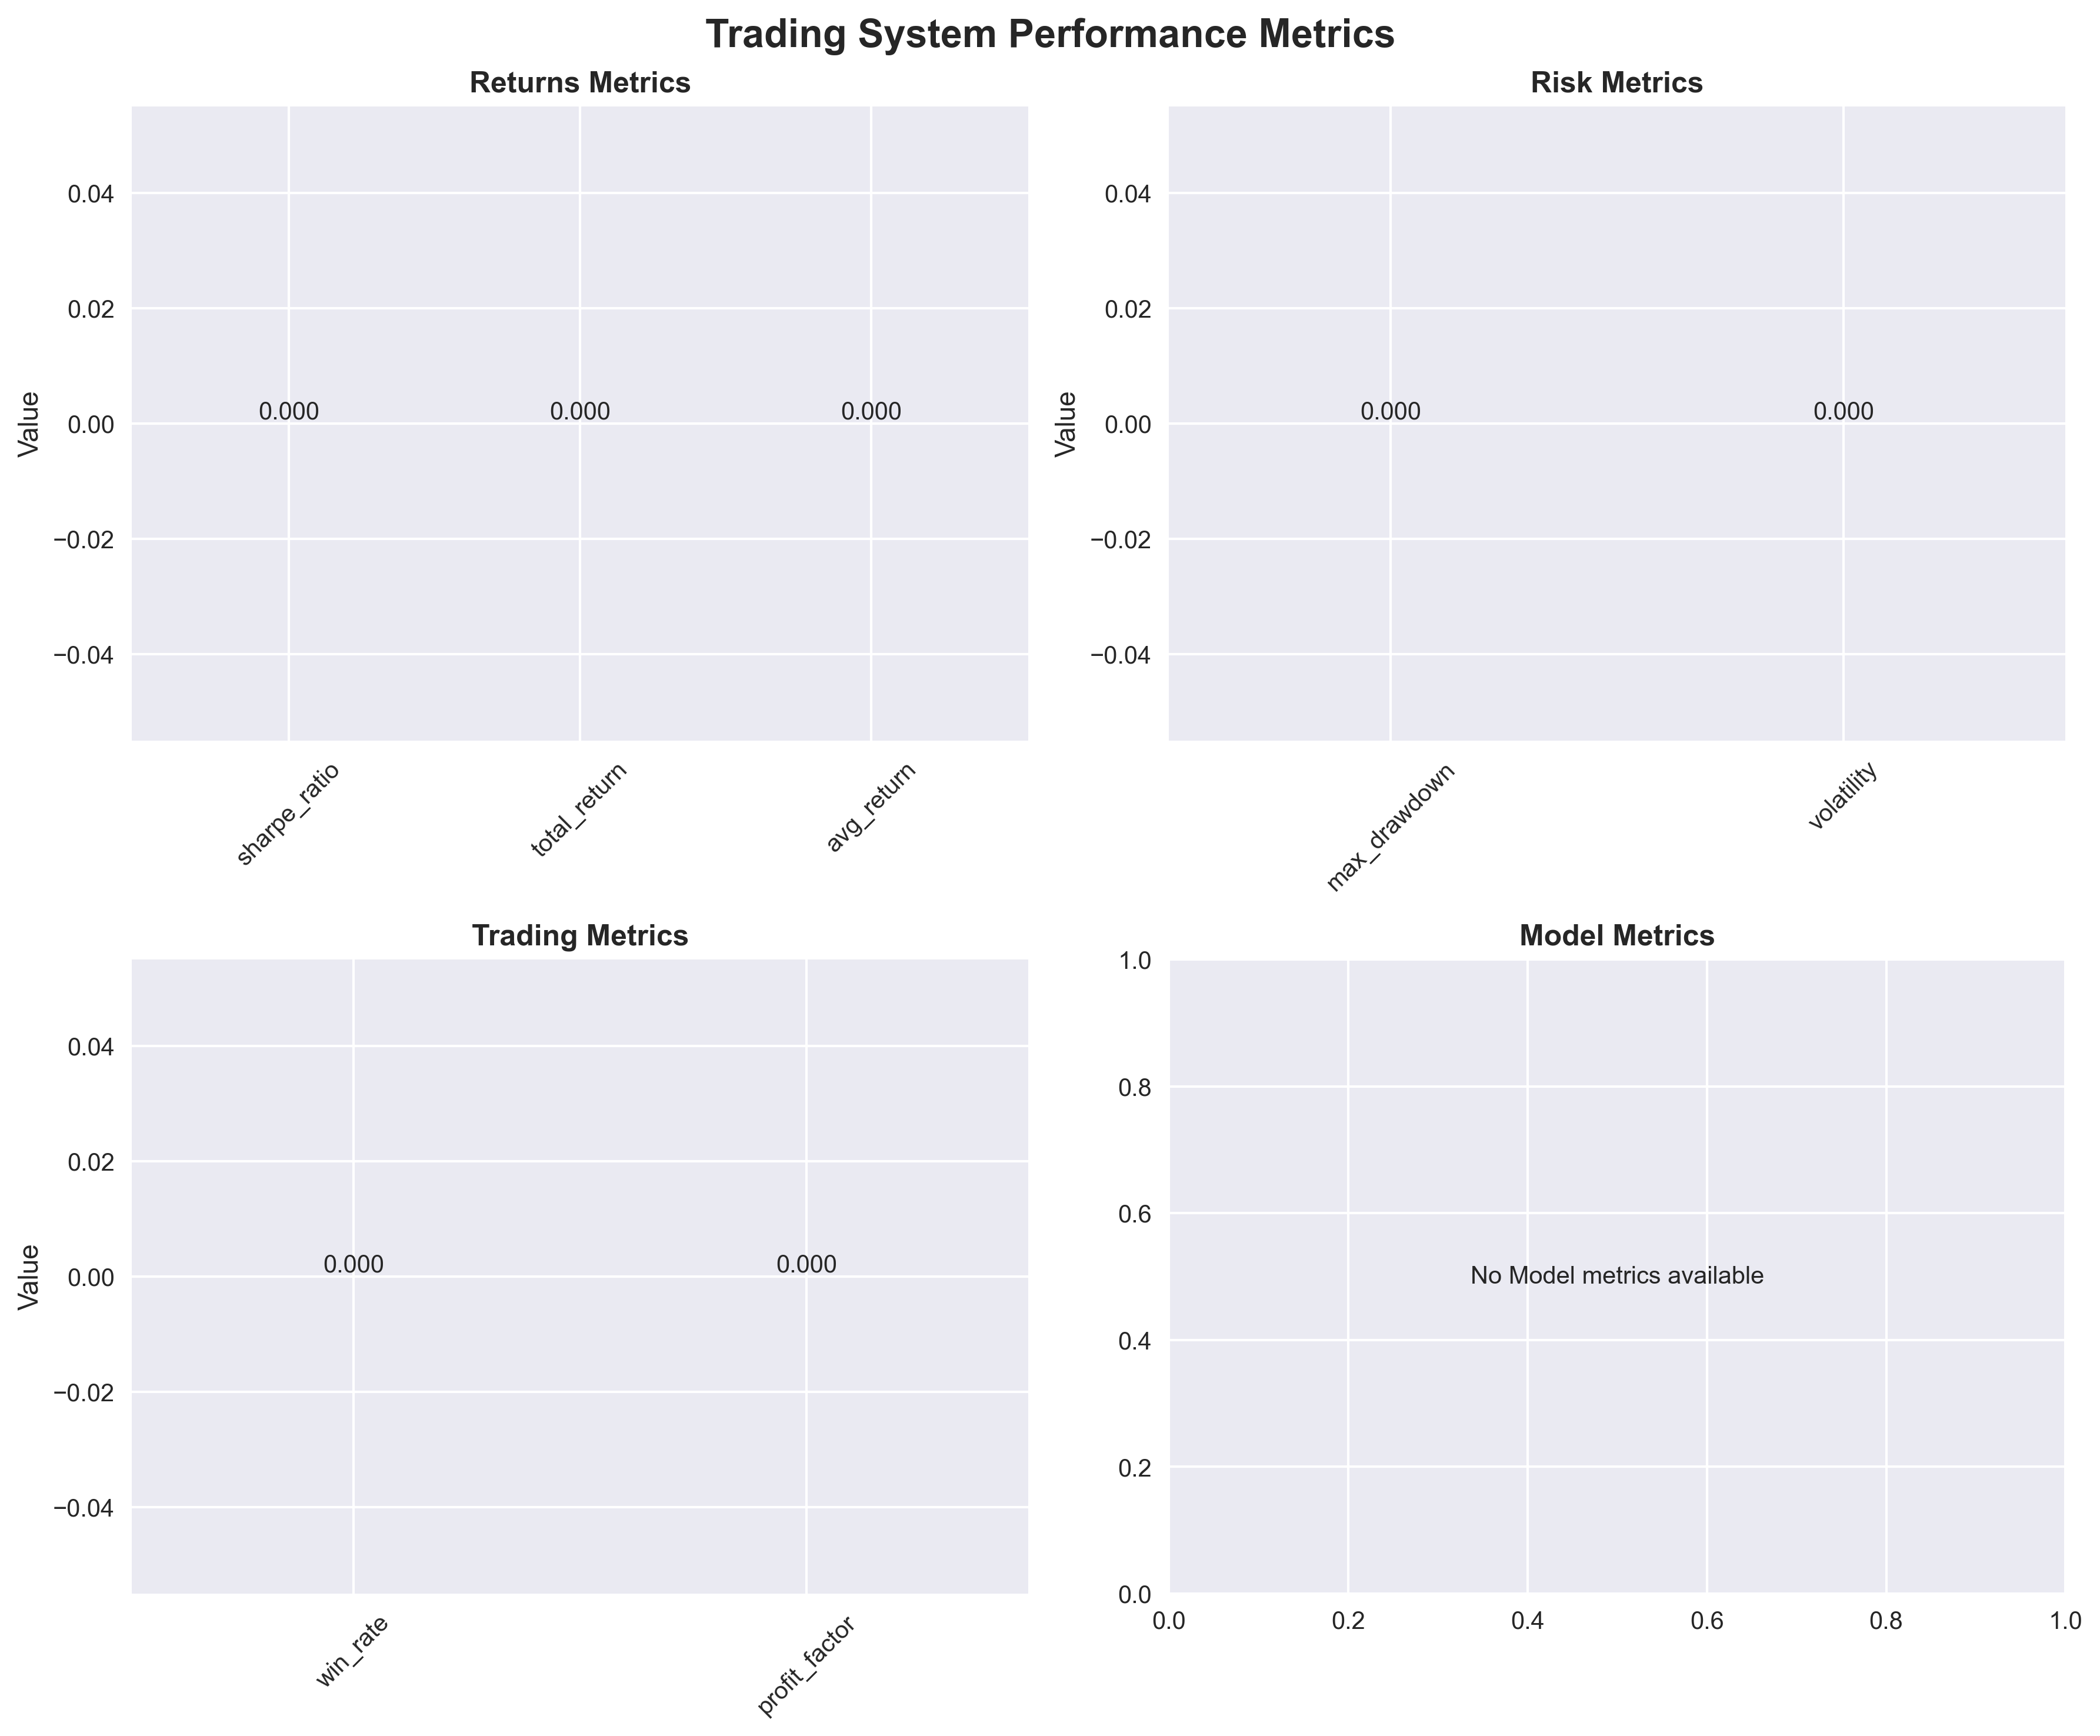 Trading System Performance Metrics
Returns Metrics
Value
0.04
0.02
0.00
−0.02
−0.04
0.000
0.000
0.000
sharpe_ratio
total_return
avg_return
Risk Metrics
Value
0.04
0.02
0.00
−0.02
−0.04
0.000
0.000
max_drawdown
volatility
Trading Metrics
Value
0.04
0.02
0.00
−0.02
−0.04
0.000
0.000
win_rate
profit_factor
Model Metrics
1.0
0.8
0.6
0.4
0.2
0.0
No Model metrics available
0.0
0.2
0.4
0.6
0.8
1.0